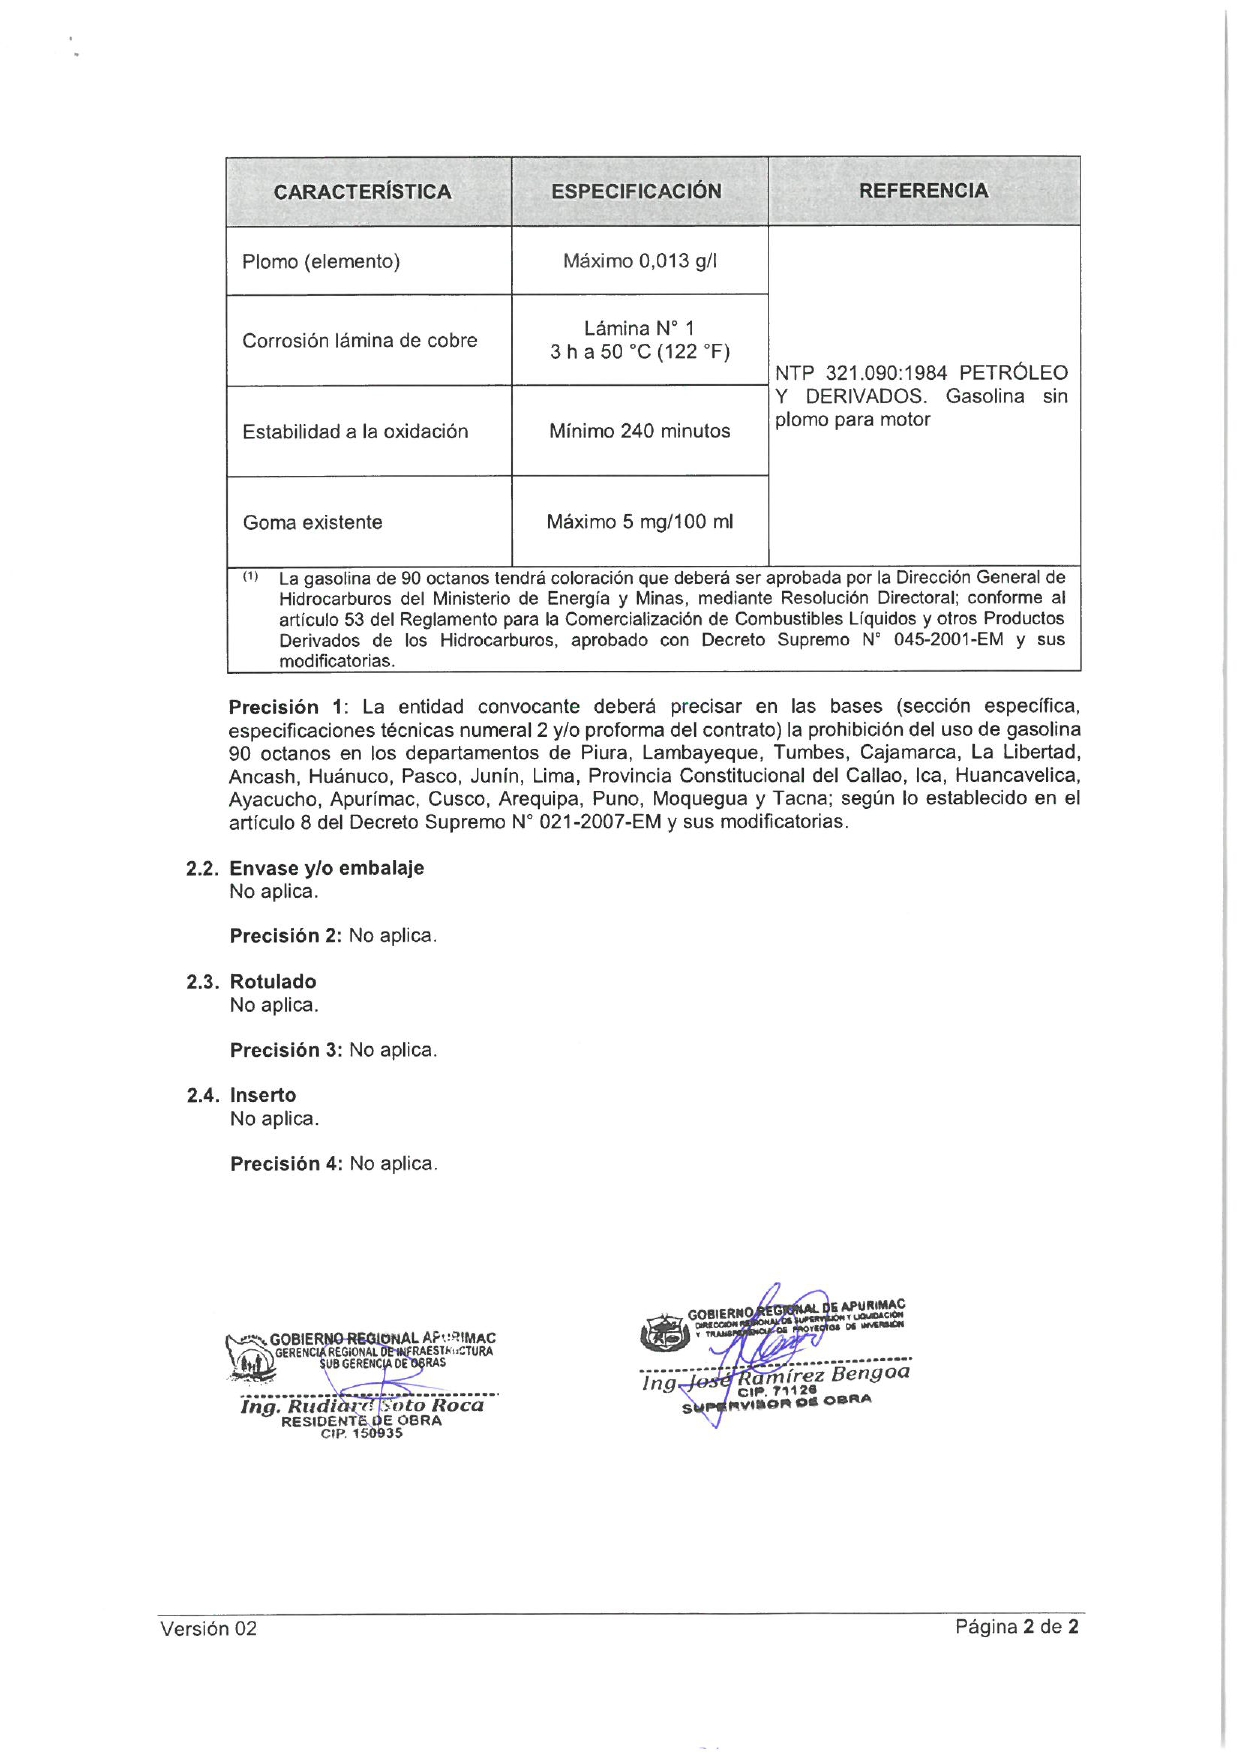 CARACTERÍSTICA ESPECIFICACIÓN REFERENCIA
Plomo (elemento) Máximo 0,013 g/l
Corrosión lámina de cobre Lámina N° 1
3 h a 50 °C (122 °F)
Estabilidad a la oxidación Mínimo 240 minutos
Goma existente Máximo 5 mg/100 ml
NTP 321.090:1984 PETRÓLEO
Y DERIVADOS. Gasolina sin
plomo para motor
(1) La gasolina de 90 octanos tendrá coloración que deberá ser aprobada por la Dirección General de
Hidrocarburos del Ministerio de Energía y Minas, mediante Resolución Directoral; conforme al
artículo 53 del Reglamento para la Comercialización de Combustibles Líquidos y otros Productos
Derivados de los Hidrocarburos, aprobado con Decreto Supremo N° 045-2001-EM y sus
modificatorias.
Precisión 1: La entidad convocante deberá precisar en las bases (sección específica,
especificaciones técnicas numeral 2 y/o proforma del contrato) la prohibición del uso de gasolina
90 octanos en los departamentos de Piura, Lambayeque, Tumbes, Cajamarca, La Libertad,
Ancash, Huánuco, Pasco, Junín, Lima, Provincia Constitucional del Callao, Ica, Huancavelica,
Ayacucho, Apurímac, Cusco, Arequipa, Puno, Moquegua y Tacna; según lo establecido en el
artículo 8 del Decreto Supremo N° 021-2007-EM y sus modificatorias.
2.2. Envase y/o embalaje
No aplica.
Precisión 2: No aplica.
2.3. Rotulado
No aplica.
Precisión 3: No aplica.
2.4. Inserto
No aplica.
Precisión 4: No aplica.
GOBIERNO REGIONAL APURIMAC
GERENCIA REGIONAL DE INFRAESTRUCTURA
SUB GERENCIA DE OBRAS
Ing. Rudiard Soto Roca
RESIDENTE DE OBRA
CIP. 150935
GOBIERNO REGIONAL DE APURIMAC
DIRECCION REGIONAL DE SUPERVISIÓN Y LIQUIDACIÓN
Y TRANSFERENCIA DE PROYECTOS DE INVERSIÓN
Ing. José Ramírez Bengoa
CIP. 71126
SUPERVISOR DE OBRA
Versión 02 Página 2 de 2